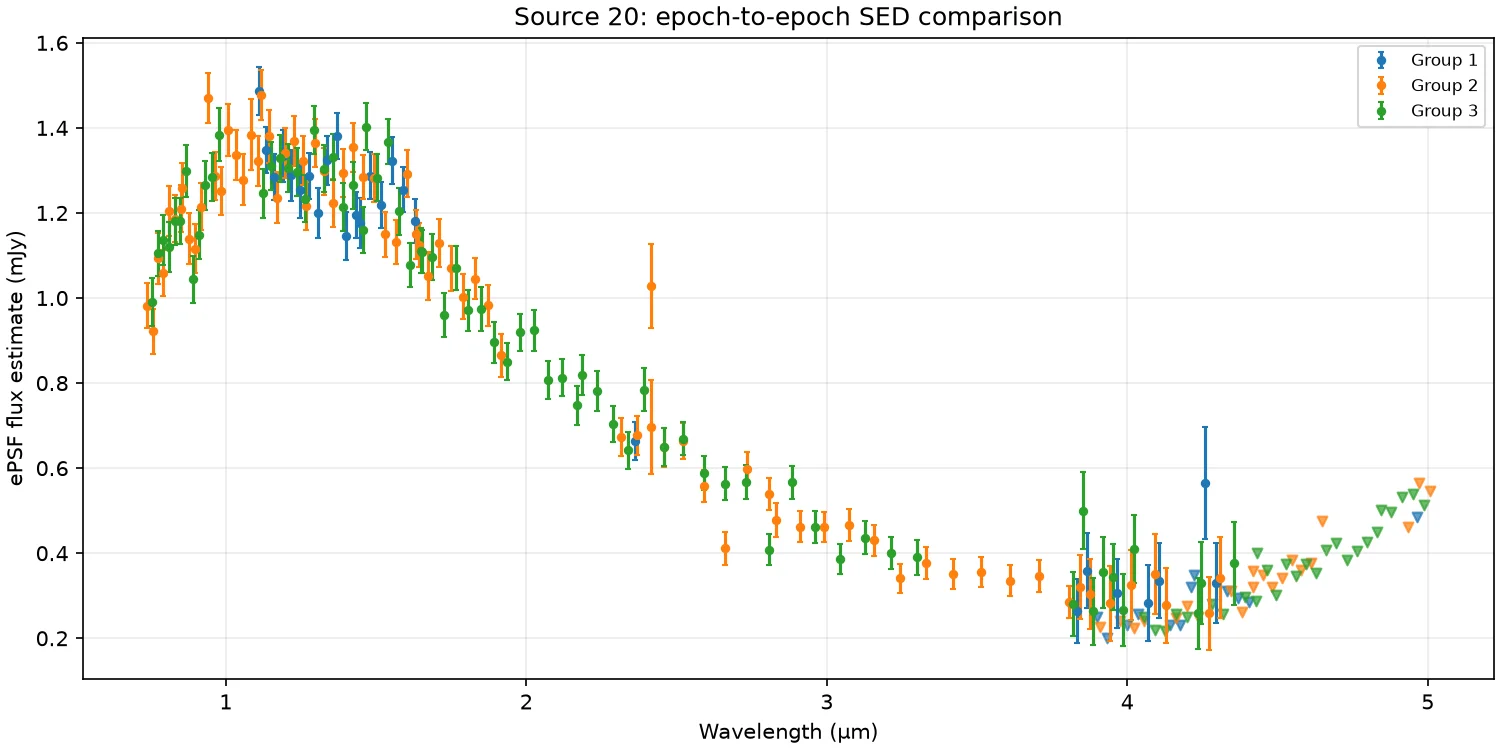 Source 20: epoch-to-epoch SED comparison
ePSF flux estimate (mJy)
1.6
1.4
1.2
1.0
0.8
0.6
0.4
0.2
Group 1
Group 2
Group 3
1 2 3 4 5
Wavelength (µm)